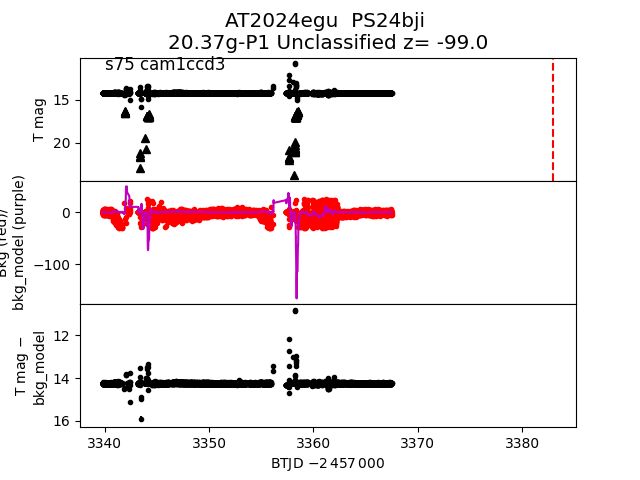 AT2024egu  PS24bji
20.37g-P1 Unclassified z= -99.0
s75 cam1ccd3
T mag
15
20
Bkg (red)/
bkg_model (purple)
0
−100
T mag −
bkg_model
12
14
16
3340
3350
3360
3370
3380
BTJD −2 457 000